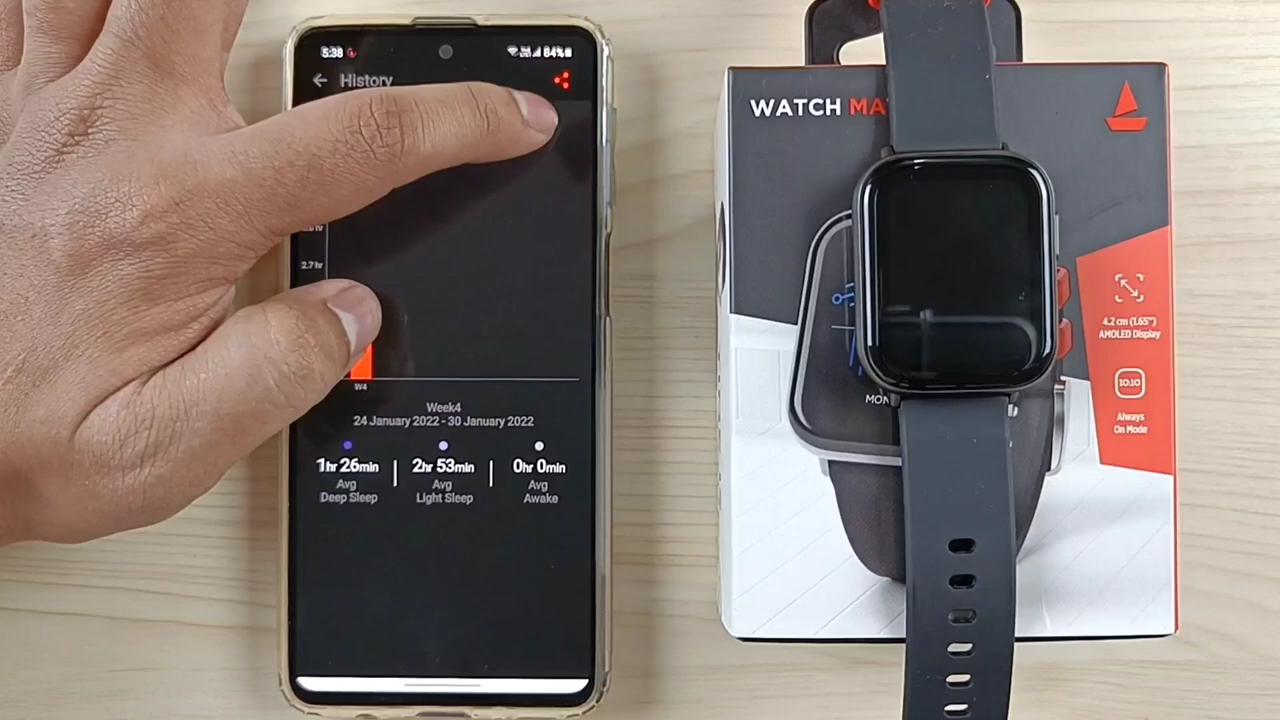 5:38
84%
History
2.7 hr
W4
Week4
24 January 2022 - 30 January 2022
1hr 26min
Avg
Deep Sleep
2hr 53min
Avg
Light Sleep
0hr 0min
Avg
Awake
WATCH
MON
4.2 cm (1.65")
AMOLED Display
10:10
Always
On Mode